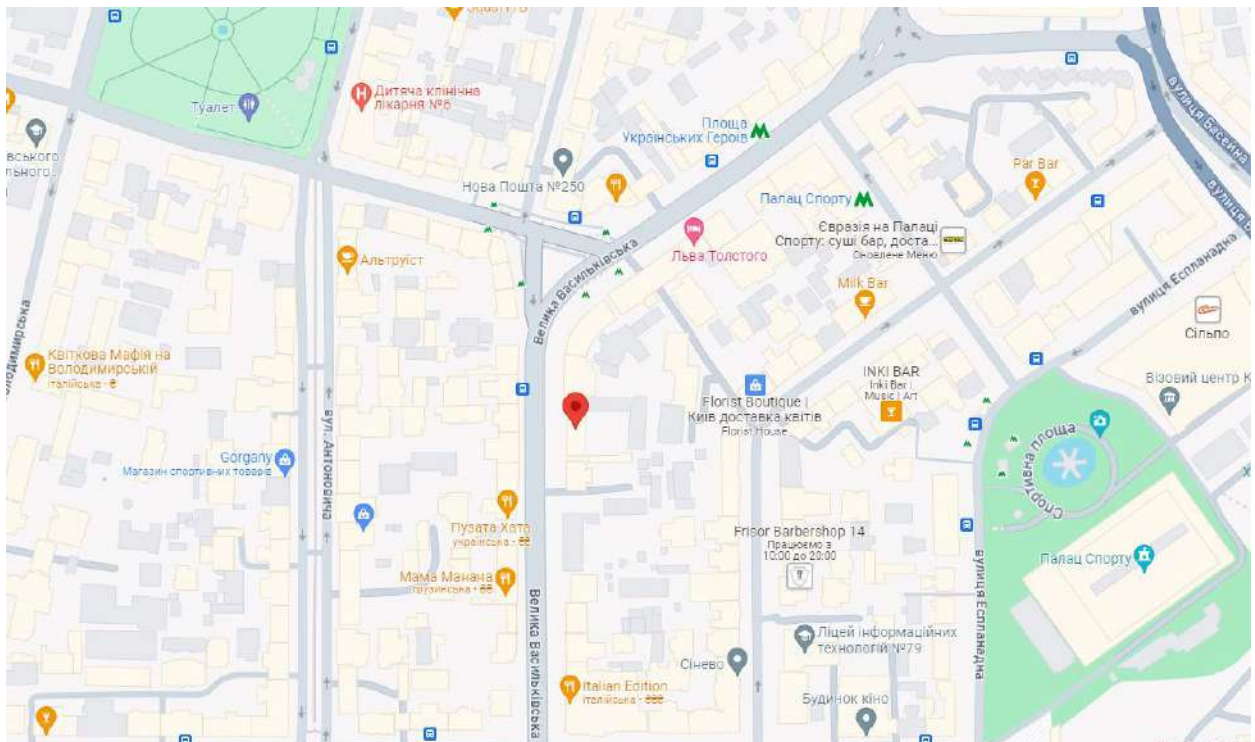 Туалет
Дитяча клінічна
лікарня №6
вського
льного...
Площа
Українських Героїв
вулиця Басейна
Нова Пошта №250
Par Bar
Палац Спорту
Євразія на Палаці
Спорту: суші бар, доста...
Оновлене Меню
Льва Толстого
Альтруіст
Велика Васильківська
Milk Bar
вулиця Еспланадна
Сільпо
Квіткова Мафія на
Володимирській
італійська · ₴
INKI BAR
Inki Bar |
Music | Art
Візовий центр К
Florist Boutique |
Київ доставка квітів
Florist House
вул. Антоновича
Спортивна площа
Gorgany
Магазин спортивних товарів
Пузата Хата
українська · ₴₴
Frisor Barbershop 14
Працюємо з
10:00 до 20:00
Палац Спорту
Мама Манана
грузинська · ₴₴
Велика Васильківська
вулиця Еспланадна
Ліцей інформаційних
технологій №79
Сінево
Italian Edition
італійська · ₴₴₴
Будинок кіно